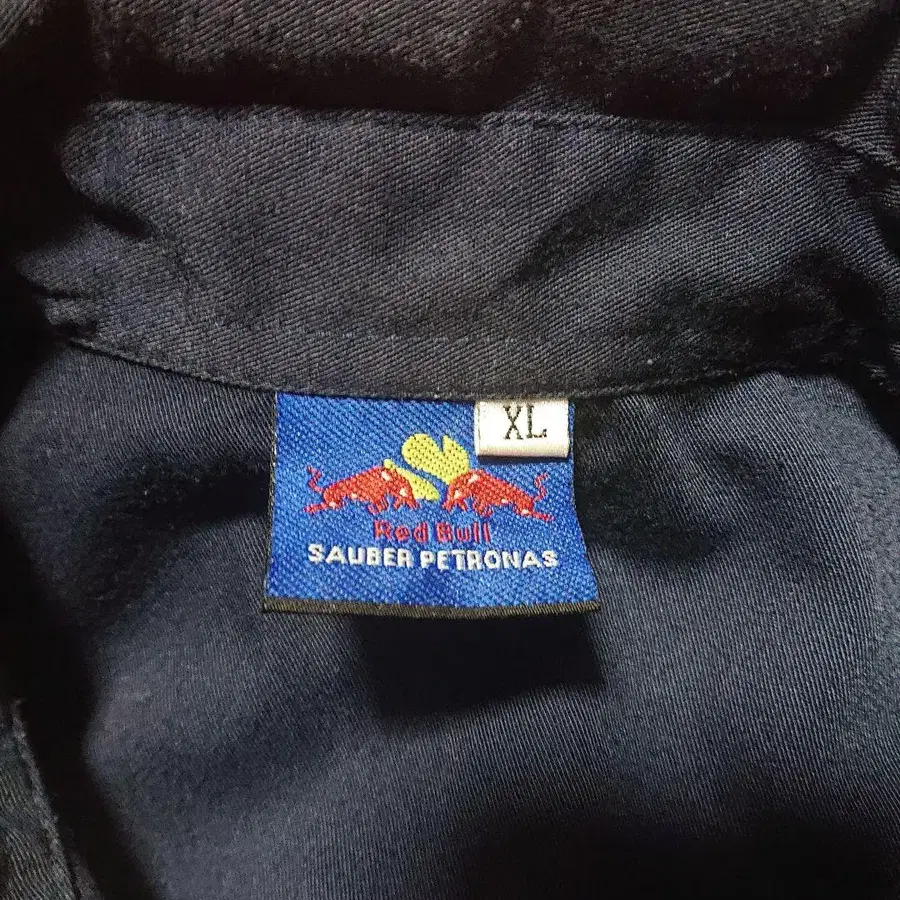 XL
Red Bull
SAUBER PETRONAS